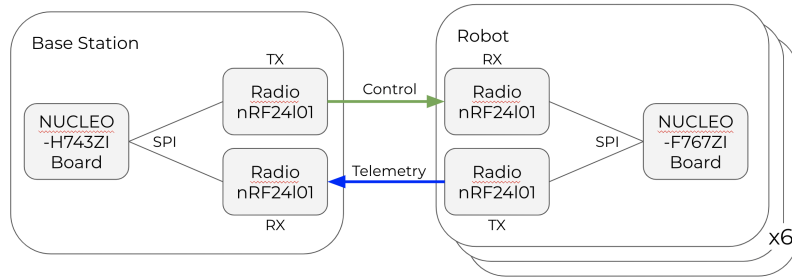 Base Station
Robot
TX
RX
Radio
nRF24l01
Control
Radio
nRF24l01
NUCLEO
-H743ZI
Board
SPI
SPI
NUCLEO
-F767ZI
Board
Radio
nRF24l01
Telemetry
Radio
nRF24l01
RX
TX
x6